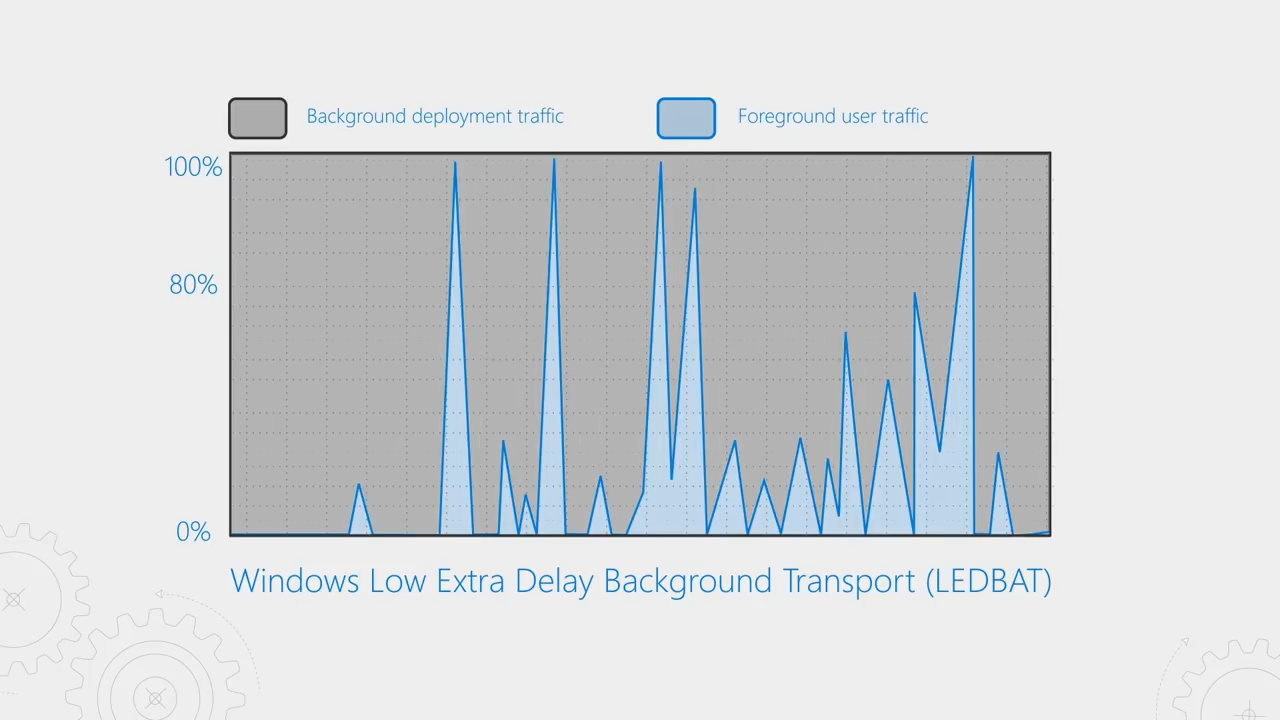 Background deployment traffic
Foreground user traffic
100%
80%
0%
Windows Low Extra Delay Background Transport (LEDBAT)